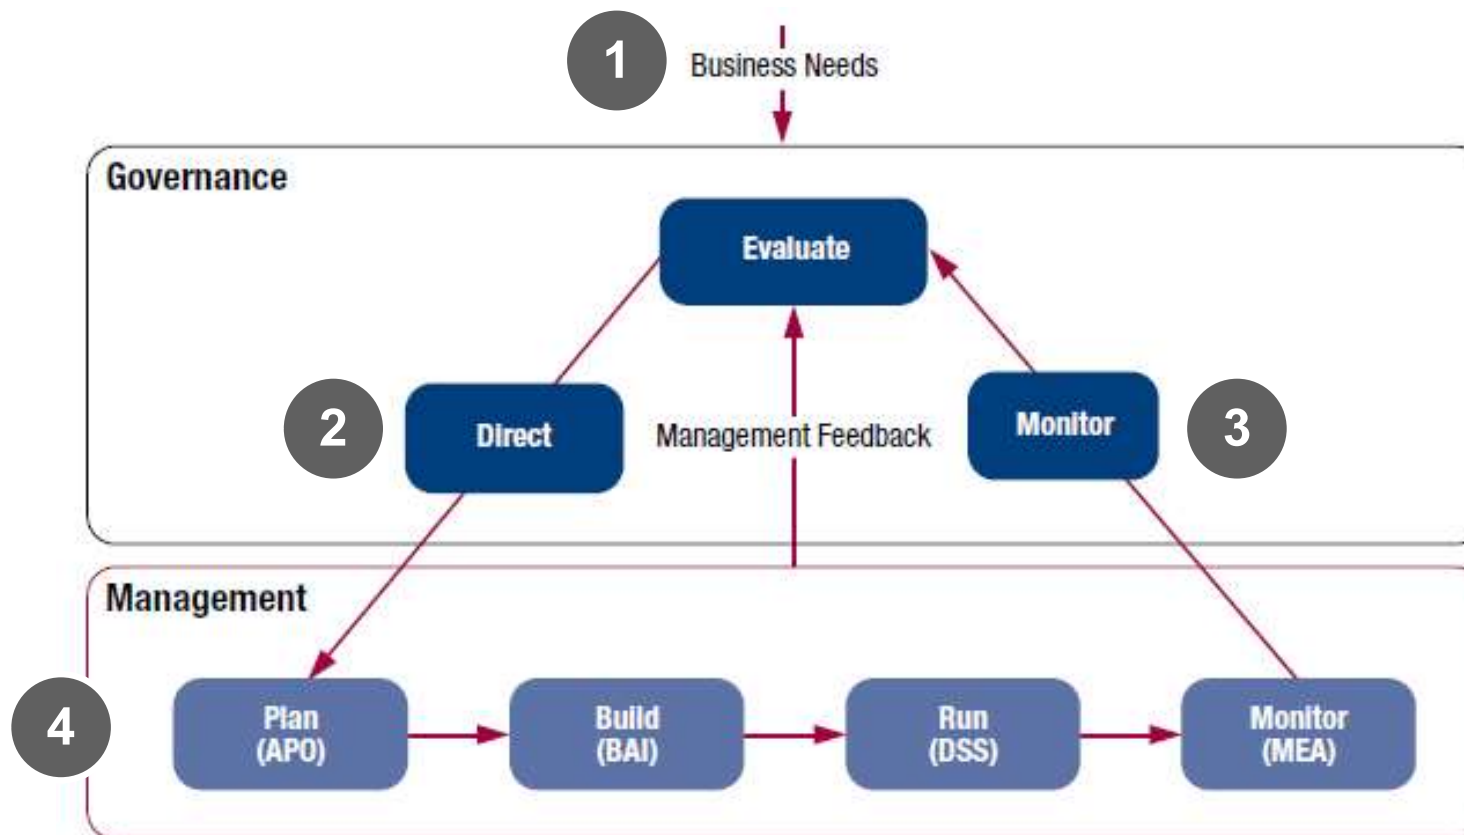 1
Business Needs
Governance
Evaluate
2
Direct
Management Feedback
Monitor
3
Management
4
Plan
(APO)
Build
(BAI)
Run
(DSS)
Monitor
(MEA)